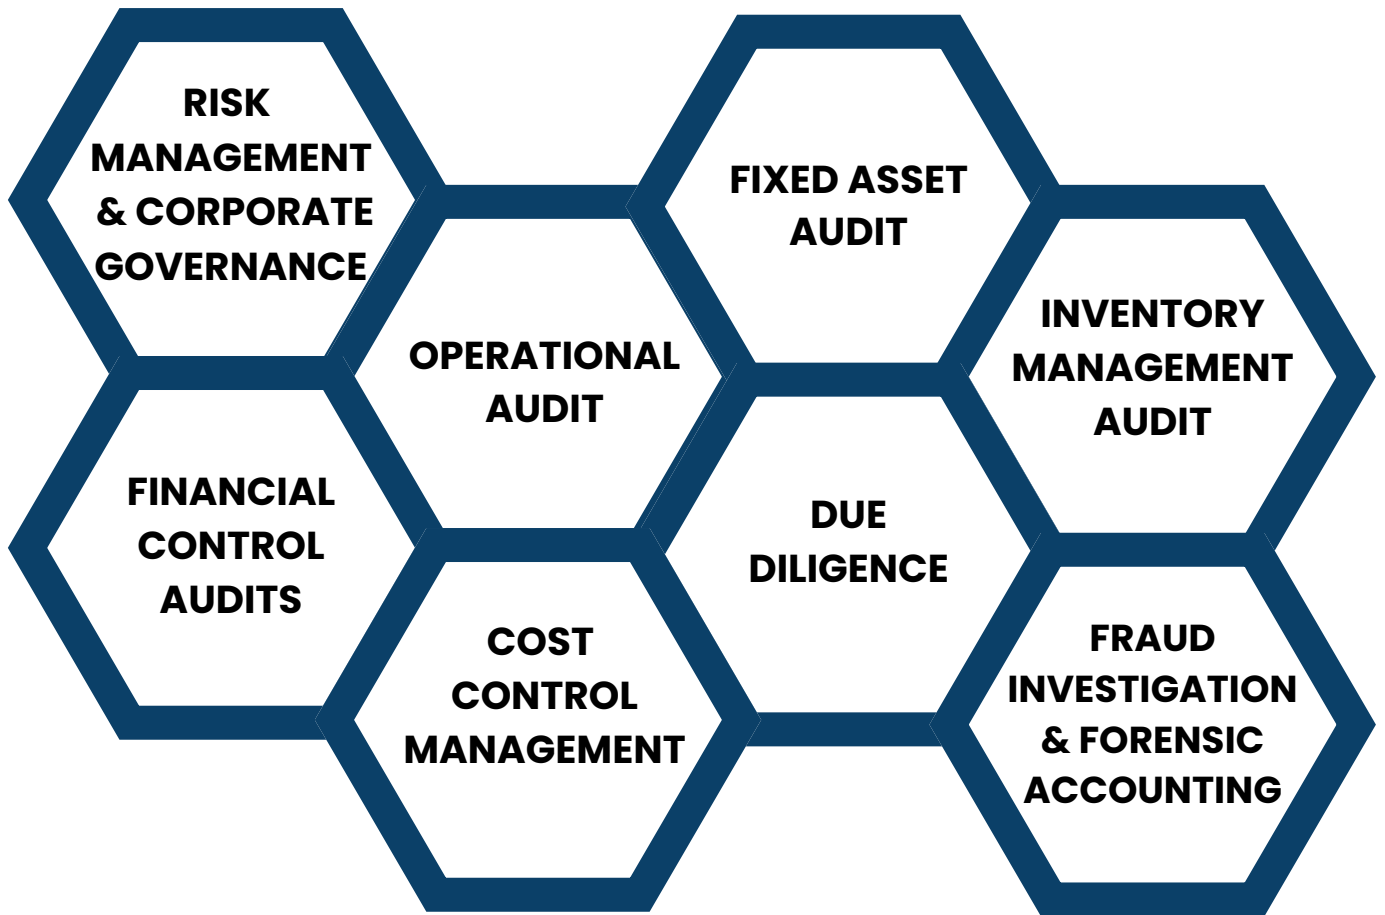 RISK
MANAGEMENT
& CORPORATE
GOVERNANCE
FIXED ASSET
AUDIT
OPERATIONAL
AUDIT
INVENTORY
MANAGEMENT
AUDIT
FINANCIAL
CONTROL
AUDITS
DUE
DILIGENCE
COST
CONTROL
MANAGEMENT
FRAUD
INVESTIGATION
& FORENSIC
ACCOUNTING